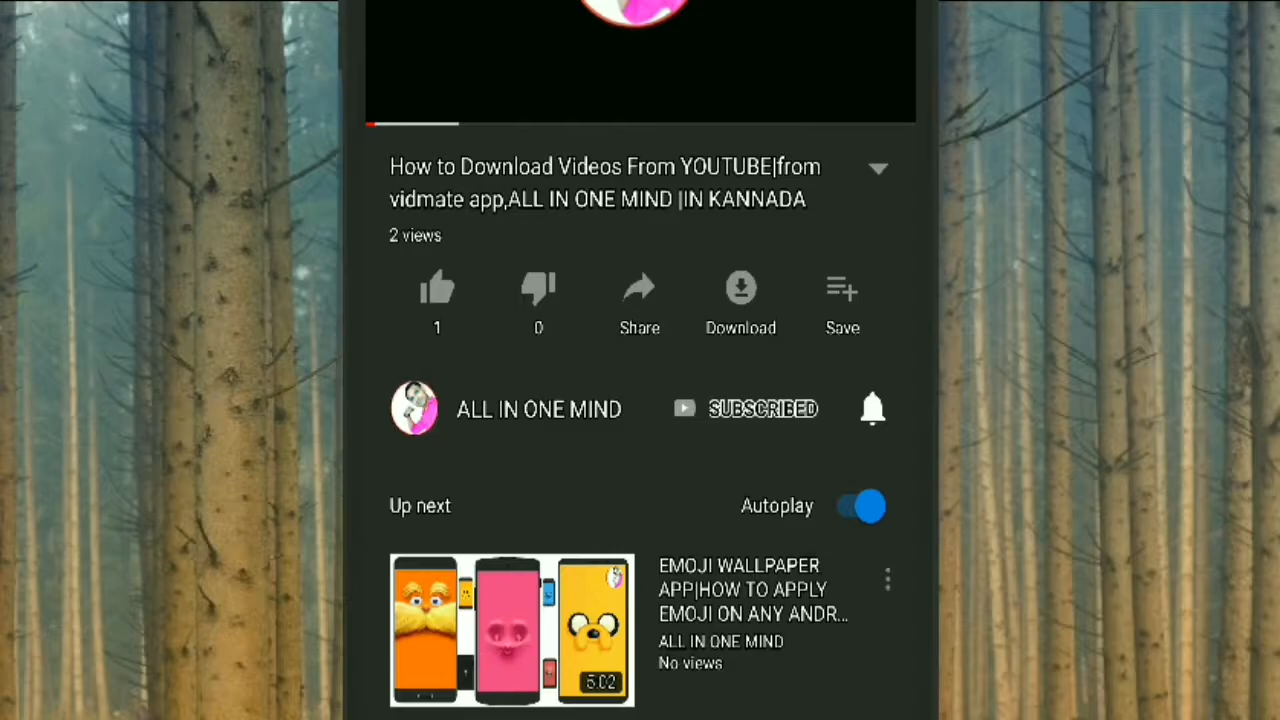 How to Download Videos From YOUTUBE|from
vidmate app,ALL IN ONE MIND |IN KANNADA
2 views
1
0
Share
Download
Save
ALL IN ONE MIND
SUBSCRIBED
Up next
Autoplay
EMOJI WALLPAPER
APP|HOW TO APPLY
EMOJI ON ANY ANDR...
ALL IN ONE MIND
No views
5:02